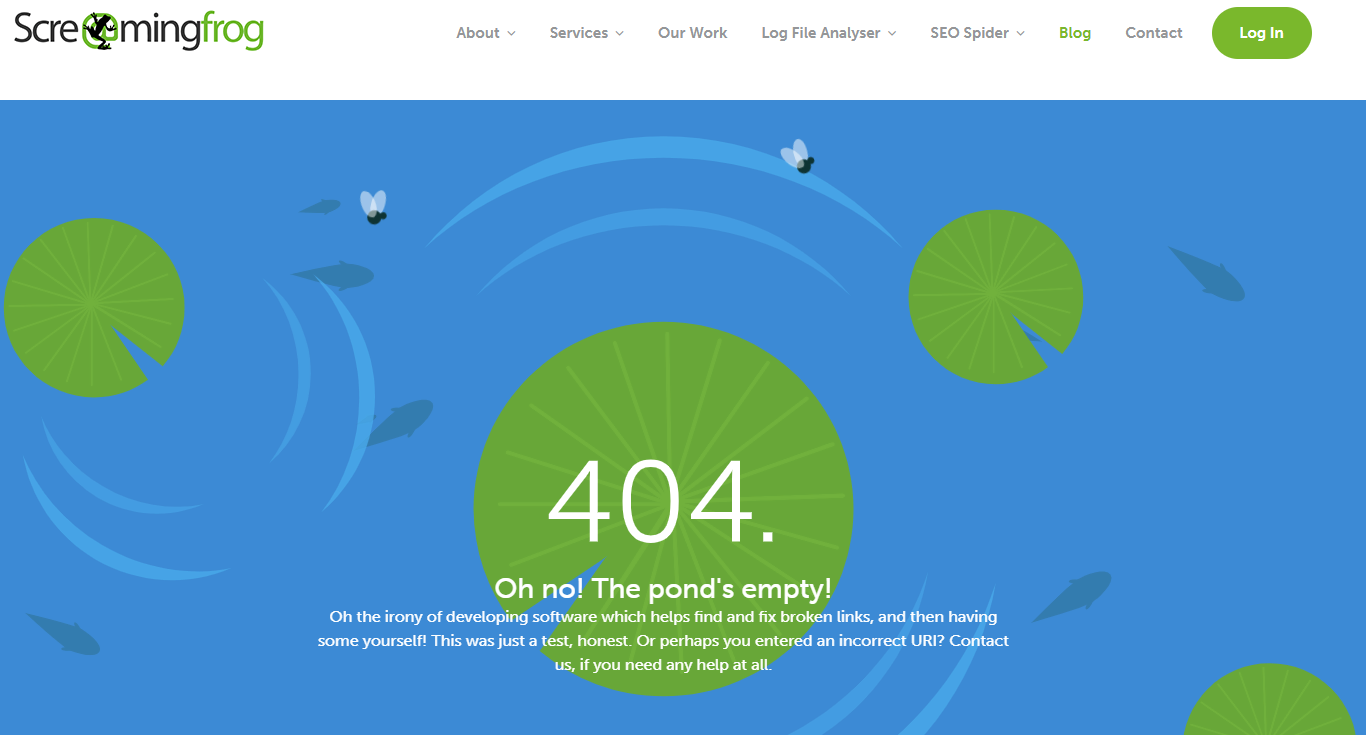 Screamingfrog
About Services Our Work Log File Analyser SEO Spider Blog Contact Log In
404.
Oh no! The pond's empty!
Oh the irony of developing software which helps find and fix broken links, and then having
some yourself! This was just a test, honest. Or perhaps you entered an incorrect URI? Contact
us, if you need any help at all.